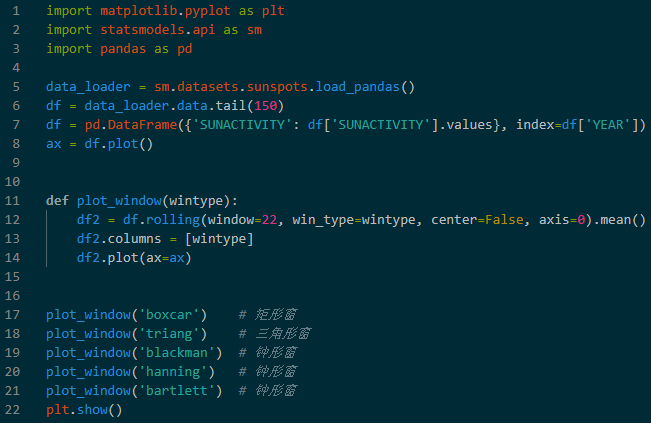 1 import matplotlib.pyplot as plt
2 import statsmodels.api as sm
3 import pandas as pd
4
5 data_loader = sm.datasets.sunspots.load_pandas()
6 df = data_loader.data.tail(150)
7 df = pd.DataFrame({'SUNACTIVITY': df['SUNACTIVITY'].values}, index=df['YEAR'])
8 ax = df.plot()
9
10
11 def plot_window(wintype):
12     df2 = df.rolling(window=22, win_type=wintype, center=False, axis=0).mean()
13     df2.columns = [wintype]
14     df2.plot(ax=ax)
15
16
17 plot_window('boxcar')    # 矩形窗
18 plot_window('triang')    # 三角形窗
19 plot_window('blackman')  # 钟形窗
20 plot_window('hanning')   # 钟形窗
21 plot_window('bartlett')  # 钟形窗
22 plt.show()